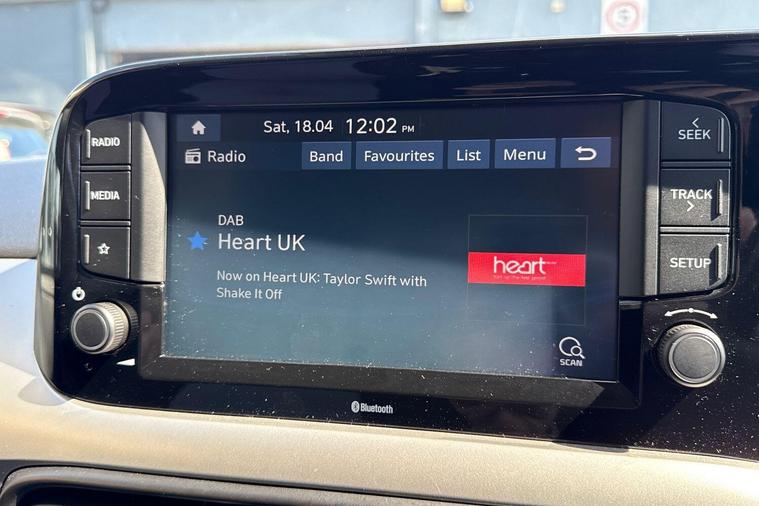 Sat, 18.04 12:02 PM
Radio Band Favourites List Menu
DAB
Heart UK
Now on Heart UK: Taylor Swift with
Shake It Off
heart
SCAN
RADIO
MEDIA
SEEK
TRACK
SETUP
Bluetooth